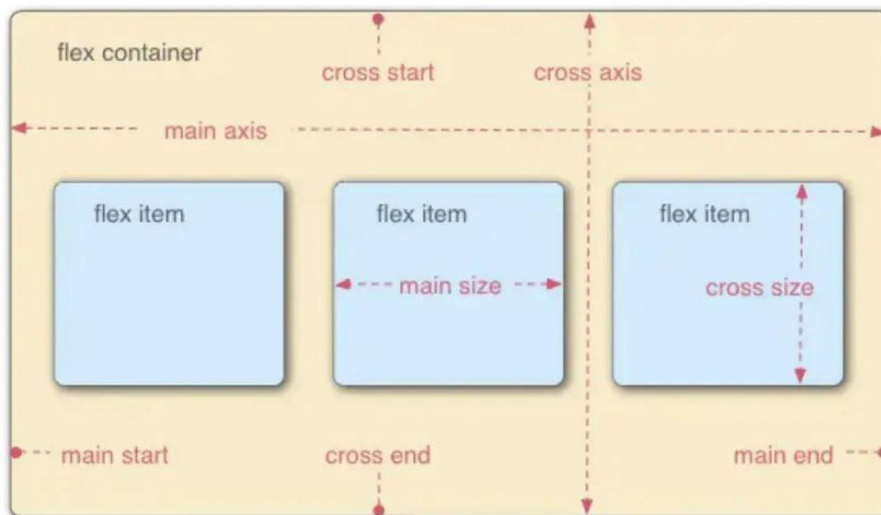 flex container
cross start
cross axis
main axis
flex item
flex item
flex item
main size
cross size
main start
cross end
main end